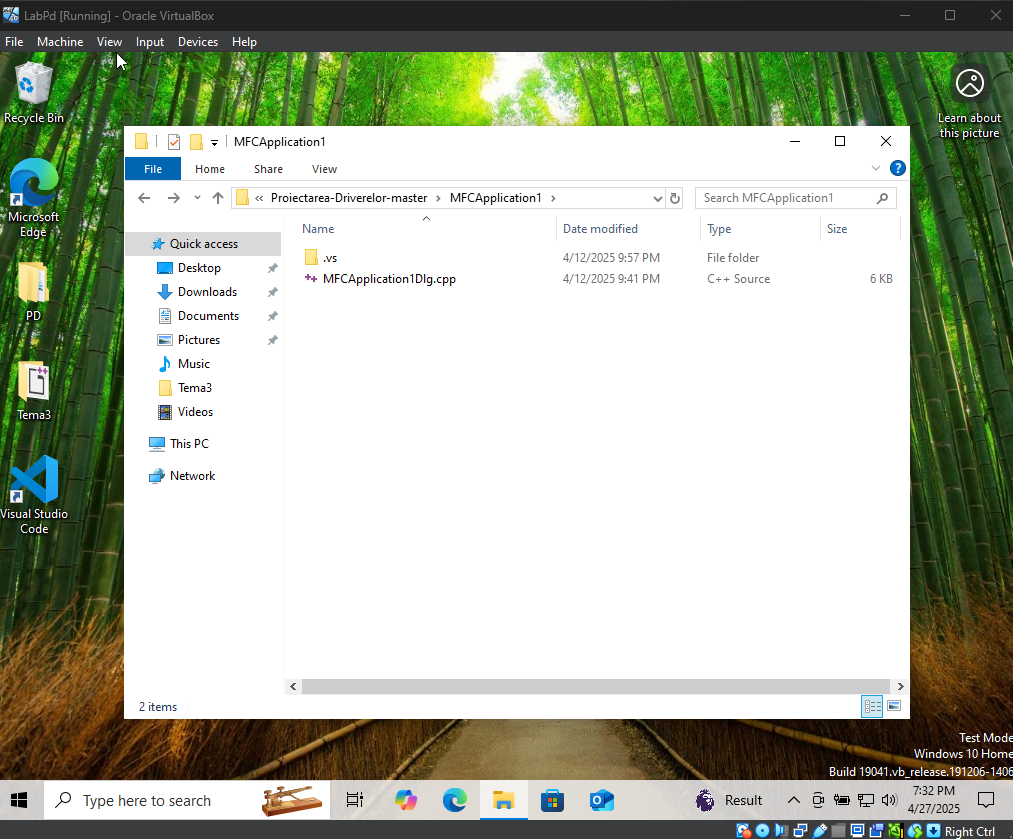 LabPd [Running] - Oracle VirtualBox
File Machine View Input Devices Help
Recycle Bin
Learn about
this picture
MFCApplication1
File Home Share View
Microsoft
Edge
« Proiectarea-Driverelor-master › MFCApplication1 ›
Search MFCApplication1
Name Date modified Type Size
Quick access
.vs 4/12/2025 9:57 PM File folder
Desktop
MFCApplication1Dlg.cpp 4/12/2025 9:41 PM C++ Source 6 KB
Downloads
PD
Documents
Pictures
Music
Tema3
Tema3
Videos
This PC
Network
Visual Studio
Code
2 items
Test Mode
Windows 10 Home
Build 19041.vb_release.191206-1406
Type here to search
Result
7:32 PM
4/27/2025
Right Ctrl